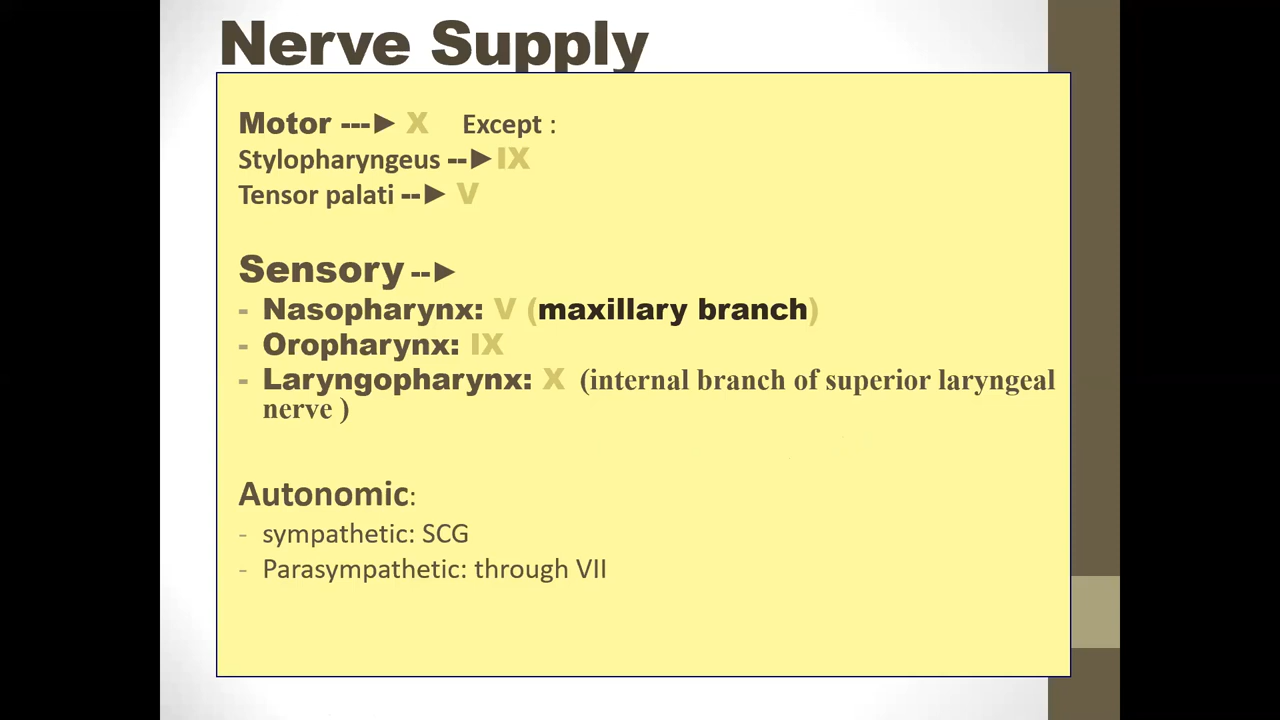 Nerve Supply
Motor ---► X Except :
Stylopharyngeus --►IX
Tensor palati --► V
Sensory --►
- Nasopharynx: V (maxillary branch)
- Oropharynx: IX
- Laryngopharynx: X (internal branch of superior laryngeal
nerve )
Autonomic:
- sympathetic: SCG
- Parasympathetic: through VII